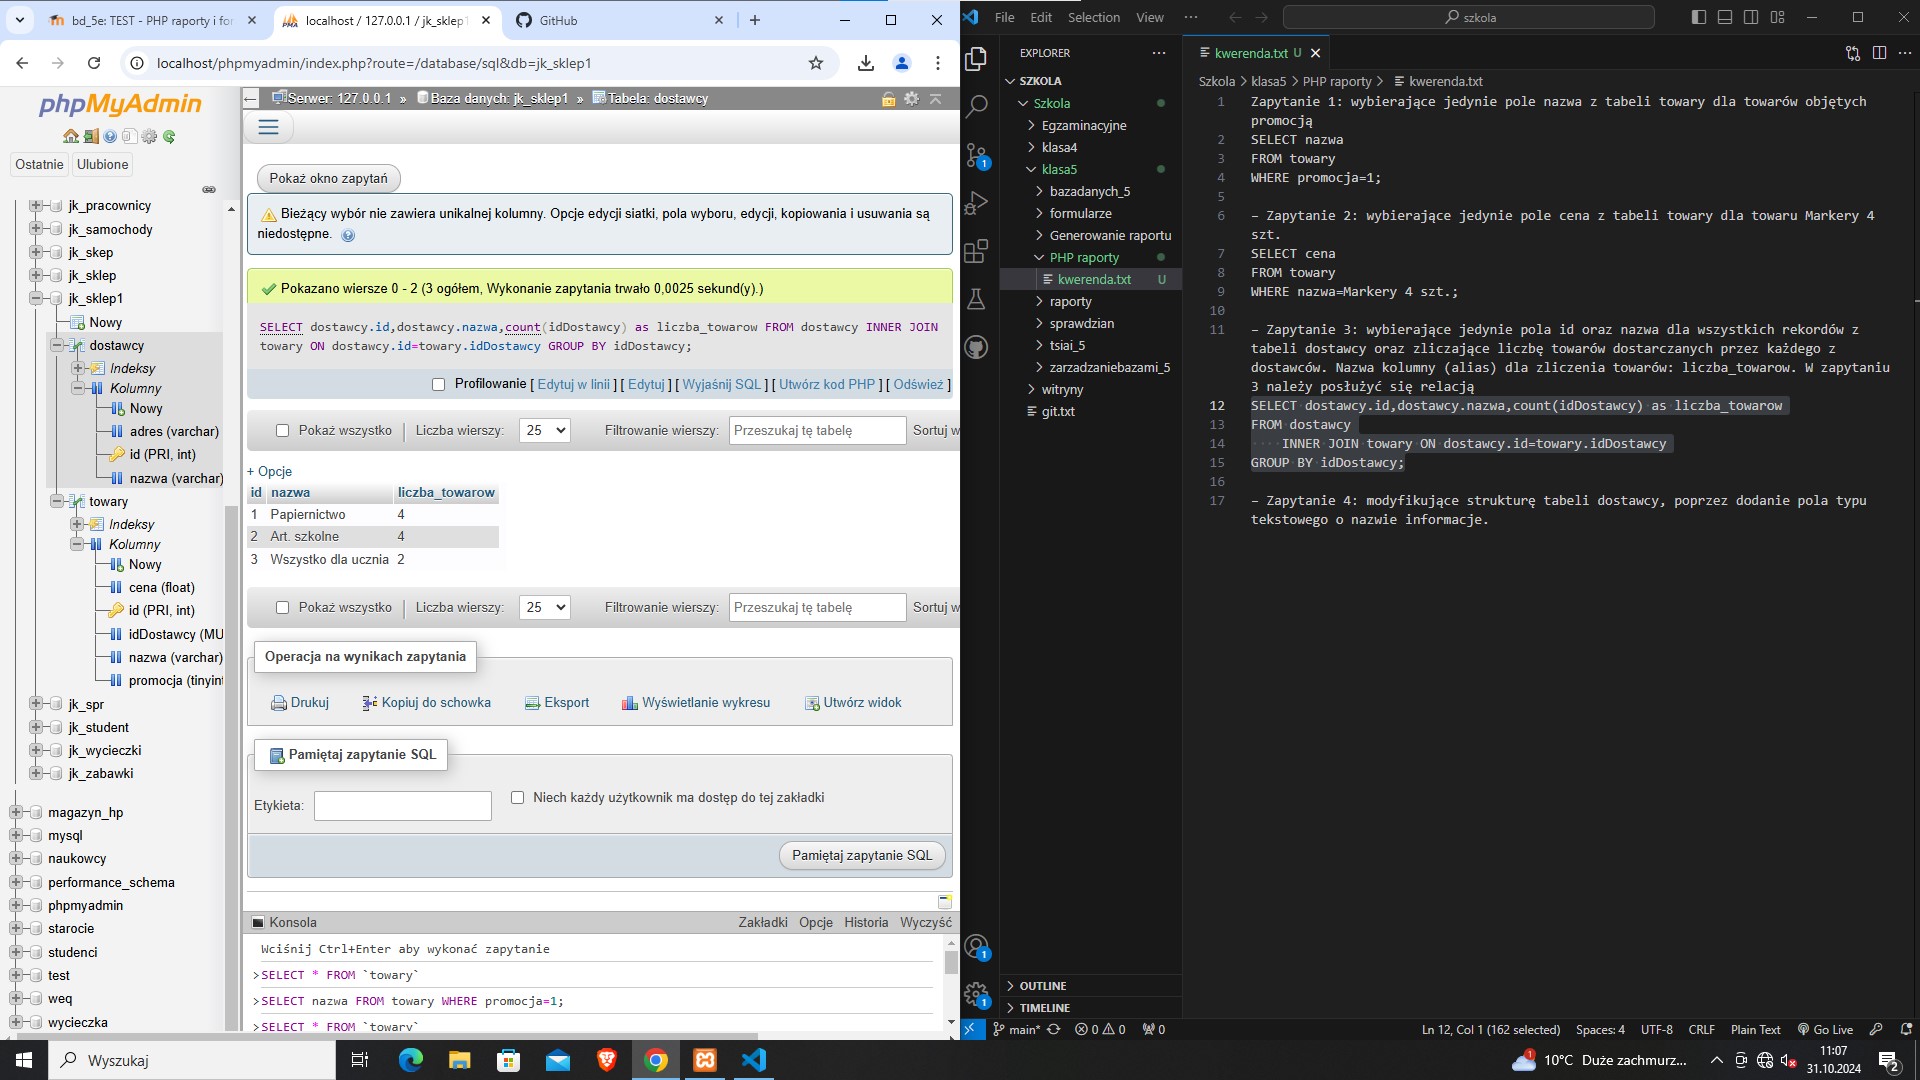 bd_5e: TEST - PHP raporty i for
localhost / 127.0.0.1 / jk_sklep1
GitHub
localhost/phpmyadmin/index.php?route=/database/sql&db=jk_sklep1
phpMyAdmin
Ostatnie
Ulubione
jk_pracownicy
jk_samochody
jk_skep
jk_sklep
jk_sklep1
Nowy
dostawcy
Indeksy
Kolumny
Nowy
adres (varchar)
id (PRI, int)
nazwa (varchar)
towary
Indeksy
Kolumny
Nowy
cena (float)
id (PRI, int)
idDostawcy (MU
nazwa (varchar)
promocja (tinyint
jk_spr
jk_student
jk_wycieczki
jk_zabawki
magazyn_hp
mysql
naukowcy
performance_schema
phpmyadmin
starocie
studenci
test
weq
wycieczka
Serwer: 127.0.0.1 » Baza danych: jk_sklep1 » Tabela: dostawcy
Pokaż okno zapytań
Bieżący wybór nie zawiera unikalnej kolumny. Opcje edycji siatki, pola wyboru, edycji, kopiowania i usuwania są
niedostępne.
Pokazano wiersze 0 - 2 (3 ogółem, Wykonanie zapytania trwało 0,0025 sekund(y).)
SELECT dostawcy.id,dostawcy.nazwa,count(idDostawcy) as liczba_towarow FROM dostawcy INNER JOIN
towary ON dostawcy.id=towary.idDostawcy GROUP BY idDostawcy;
Profilowanie [ Edytuj w linii ] [ Edytuj ] [ Wyjaśnij SQL ] [ Utwórz kod PHP ] [ Odśwież ]
Pokaż wszystko | Liczba wierszy: 25 Filtrowanie wierszy: Przeszukaj tę tabelę Sortuj w
+ Opcje
id nazwa liczba_towarow
1 Papiernictwo 4
2 Art. szkolne 4
3 Wszystko dla ucznia 2
Pokaż wszystko | Liczba wierszy: 25 Filtrowanie wierszy: Przeszukaj tę tabelę Sortuj w
Operacja na wynikach zapytania
Drukuj Kopiuj do schowka Eksport Wyświetlanie wykresu Utwórz widok
Pamiętaj zapytanie SQL
Etykieta: Niech każdy użytkownik ma dostęp do tej zakładki
Pamiętaj zapytanie SQL
Konsola Zakładki Opcje Historia Wyczyść
Wciśnij Ctrl+Enter aby wykonać zapytanie
>SELECT * FROM `towary`
>SELECT nazwa FROM towary WHERE promocja=1;
>SELECT * FROM `towary`
File Edit Selection View ···
szkola
EXPLORER
SZKOLA
Szkola
Egzaminacyjne
klasa4
klasa5
bazadanych_5
formularze
Generowanie raportu
PHP raporty
kwerenda.txt U
raporty
sprawdzian
tsiai_5
zarzadzaniebazami_5
witryny
git.txt
OUTLINE
TIMELINE
kwerenda.txt U
Szkola > klasa5 > PHP raporty > kwerenda.txt
1 Zapytanie 1: wybierające jedynie pole nazwa z tabeli towary dla towarów objętych
promocją
2 SELECT nazwa
3 FROM towary
4 WHERE promocja=1;
5
6 − Zapytanie 2: wybierające jedynie pole cena z tabeli towary dla towaru Markery 4
szt.
7 SELECT cena
8 FROM towary
9 WHERE nazwa=Markery 4 szt.;
10
11 − Zapytanie 3: wybierające jedynie pola id oraz nazwa dla wszystkich rekordów z
tabeli dostawcy oraz zliczające liczbę towarów dostarczanych przez każdego z
dostawców. Nazwa kolumny (alias) dla zliczenia towarów: liczba_towarow. W zapytaniu
3 należy posłużyć się relacją
12 SELECT dostawcy.id,dostawcy.nazwa,count(idDostawcy) as liczba_towarow
13 FROM dostawcy
14 INNER JOIN towary ON dostawcy.id=towary.idDostawcy
15 GROUP BY idDostawcy;
16
17 − Zapytanie 4: modyfikujące strukturę tabeli dostawcy, poprzez dodanie pola typu
tekstowego o nazwie informacje.
1
1
1
main* 0 0 0
Ln 12, Col 1 (162 selected) Spaces: 4 UTF-8 CRLF Plain Text Go Live
Wyszukaj
1
10°C Duże zachmurz...
11:07
31.10.2024
2